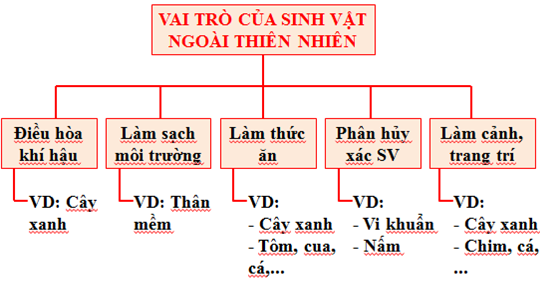 VAI TRÒ CỦA SINH VẬT
NGOÀI THIÊN NHIÊN
Điều hòa
khí hậu
Làm sạch
môi trường
Làm thức
ăn
Phân hủy
xác SV
Làm cảnh,
trang trí
VD: Cây
xanh
VD: Thân
mềm
VD:
- Cây xanh
- Tôm, cua,
cá,...
VD:
- Vi khuẩn
- Nấm
VD:
- Cây xanh
- Chim, cá,
...